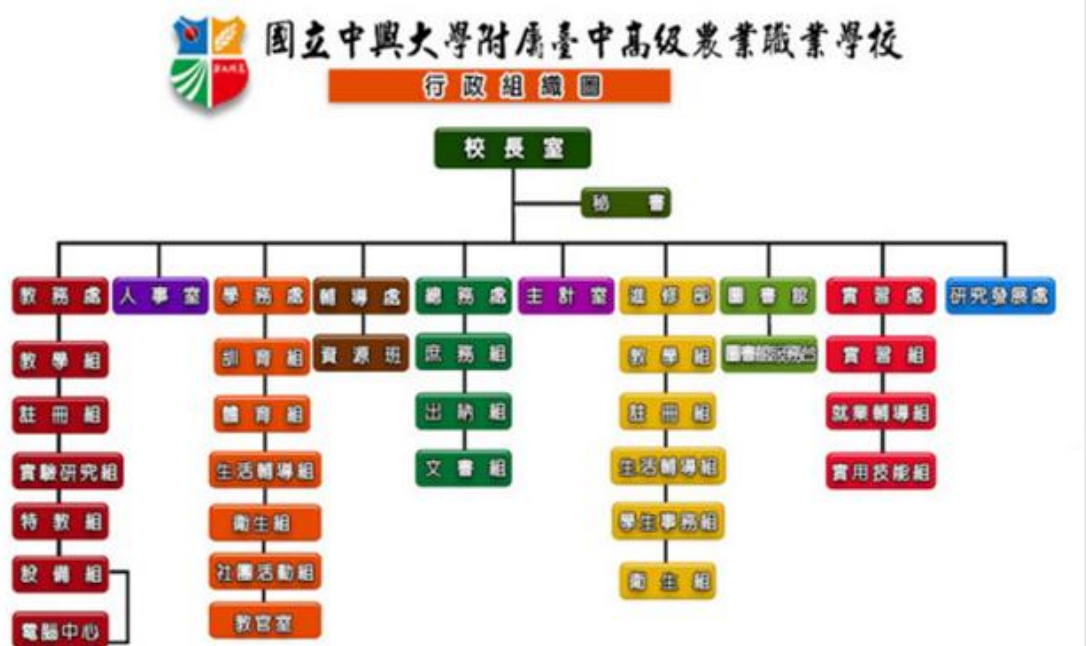 國立中興大學附屬臺中高級農業職業學校
行政組織圖
校長室
秘書
教務處 人事室 學務處 輔導處 總務處 主計室 進修部 圖書館 實習處 研究發展處
教學組 訓育組 資源班 庶務組 教學組 實習組
註冊組 體育組 出納組 註冊組 就業輔導組
實驗研究組 生活輔導組 文書組 生活輔導組 實用技能組
特教組 衛生組 學生事務組
設備組 社團活動組 衛生組
電腦中心 教官室